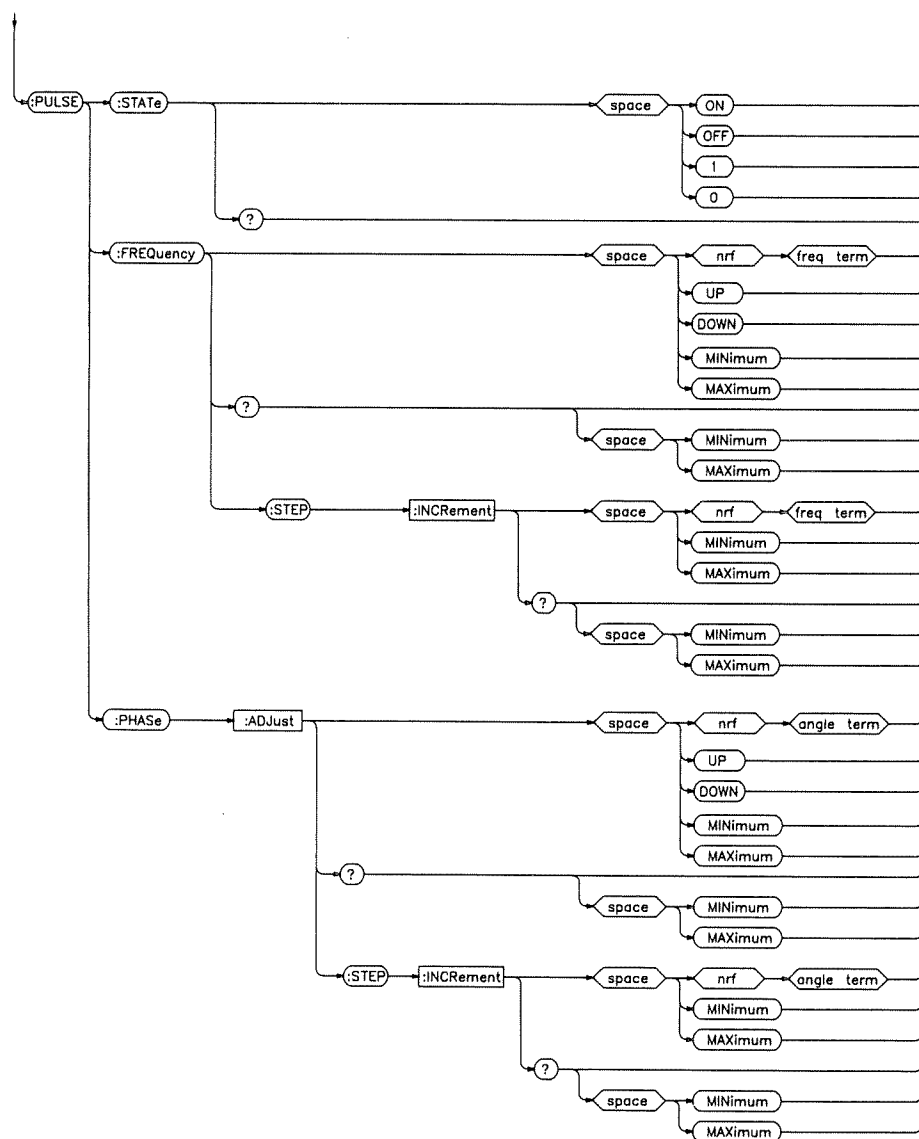 :PULSE :STATe space ON
OFF
1
0
?
:FREQuency space nrf freq term
UP
DOWN
MINimum
MAXimum
?
space MINimum
MAXimum
:STEP :INCRement space nrf freq term
MINimum
MAXimum
?
space MINimum
MAXimum
:PHASe :ADJust space nrf angle term
UP
DOWN
MINimum
MAXimum
?
space MINimum
MAXimum
:STEP :INCRement space nrf angle term
MINimum
MAXimum
?
space MINimum
MAXimum